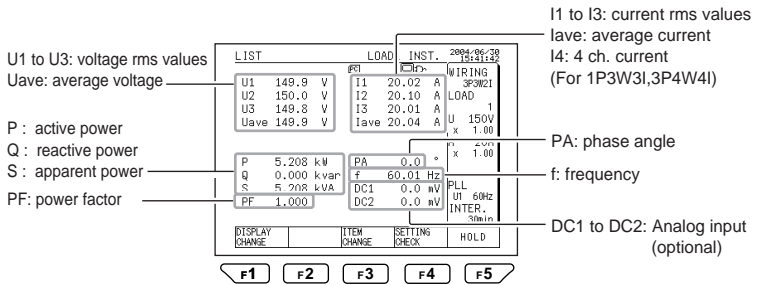 I1 to I3: current rms values
Iave: average current
I4: 4 ch. current
(For 1P3W3I,3P4W4I)
U1 to U3: voltage rms values
Uave: average voltage
P : active power
Q : reactive power
S : apparent power
PF: power factor
LIST LOAD INST. 2004/06/30
15:41:42
PC
U1 149.9 V I1 20.02 A
U2 150.0 V I2 20.10 A
U3 149.8 V I3 20.01 A
Uave 149.9 V Iave 20.04 A
WIRING
3P3W2I
LOAD
1
U 150V
x 1.00
20A
x 1.00
P 5.208 kW PA 0.0 °
Q 0.000 kvar f 60.01 Hz
S 5.208 kVA DC1 0.0 mV
PF 1.000 DC2 0.0 mV
PLL
U1 60Hz
INTER.
30min
DISPLAY CHANGE
ITEM CHANGE
SETTING CHECK
HOLD
F1 F2 F3 F4 F5
PA: phase angle
f: frequency
DC1 to DC2: Analog input
(optional)